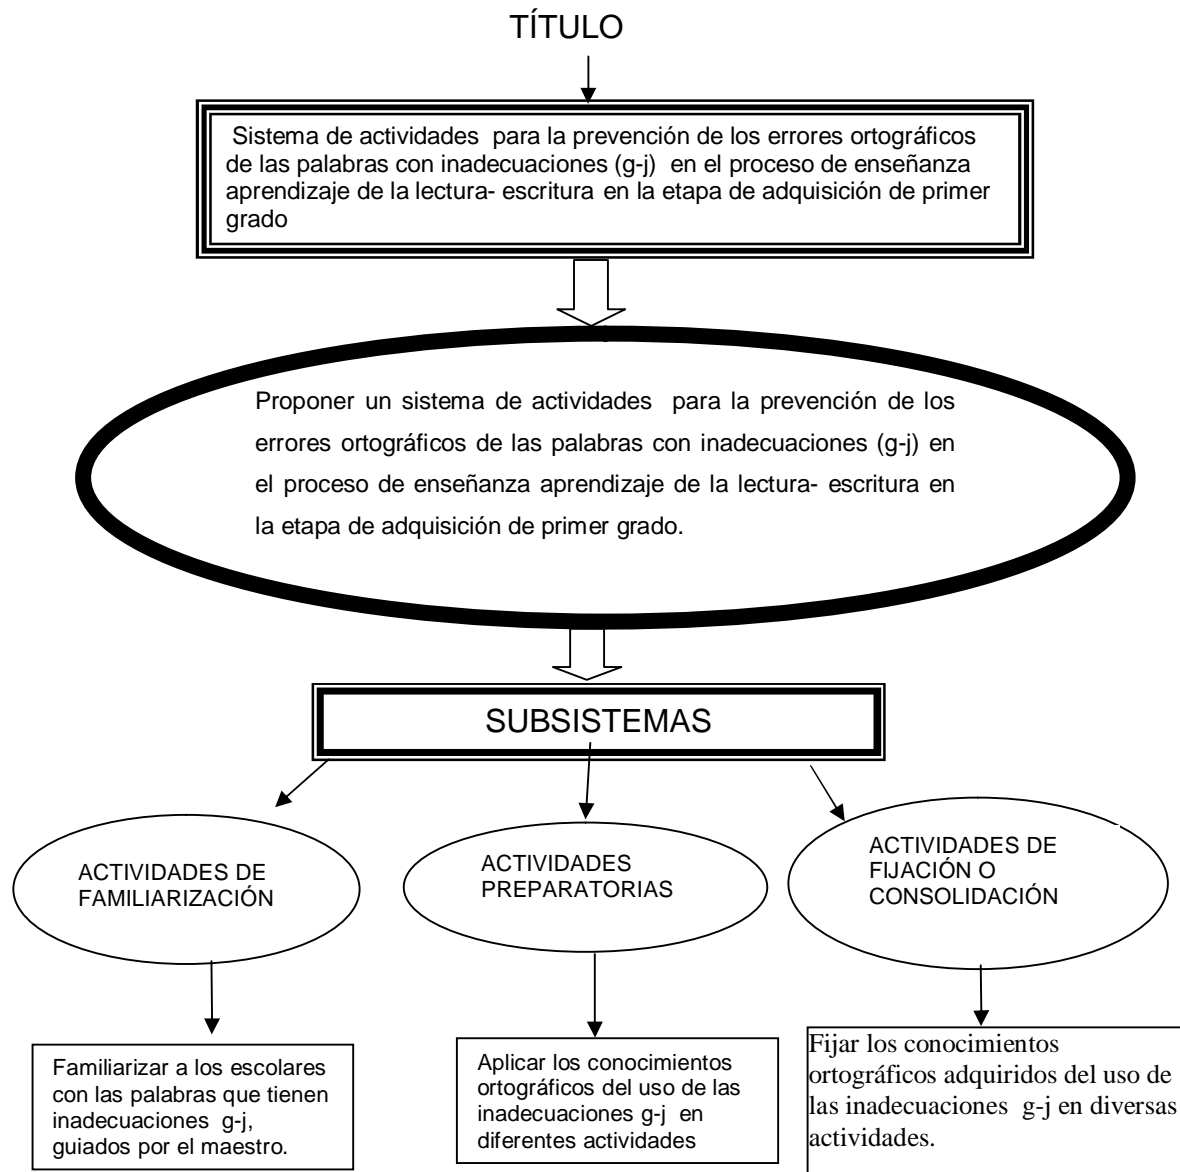 TÍTULO
Sistema de actividades para la prevención de los errores ortográficos
de las palabras con inadecuaciones (g-j) en el proceso de enseñanza
aprendizaje de la lectura- escritura en la etapa de adquisición de primer
grado
Proponer un sistema de actividades para la prevención de los
errores ortográficos de las palabras con inadecuaciones (g-j) en
el proceso de enseñanza aprendizaje de la lectura- escritura en
la etapa de adquisición de primer grado.
SUBSISTEMAS
ACTIVIDADES DE
FAMILIARIZACIÓN
ACTIVIDADES
PREPARATORIAS
ACTIVIDADES DE
FIJACIÓN O
CONSOLIDACIÓN
Familiarizar a los escolares
con las palabras que tienen
inadecuaciones g-j,
guiados por el maestro.
Aplicar los conocimientos
ortográficos del uso de las
inadecuaciones g-j en
diferentes actividades
Fijar los conocimientos
ortográficos adquiridos del uso de
las inadecuaciones g-j en diversas
actividades.